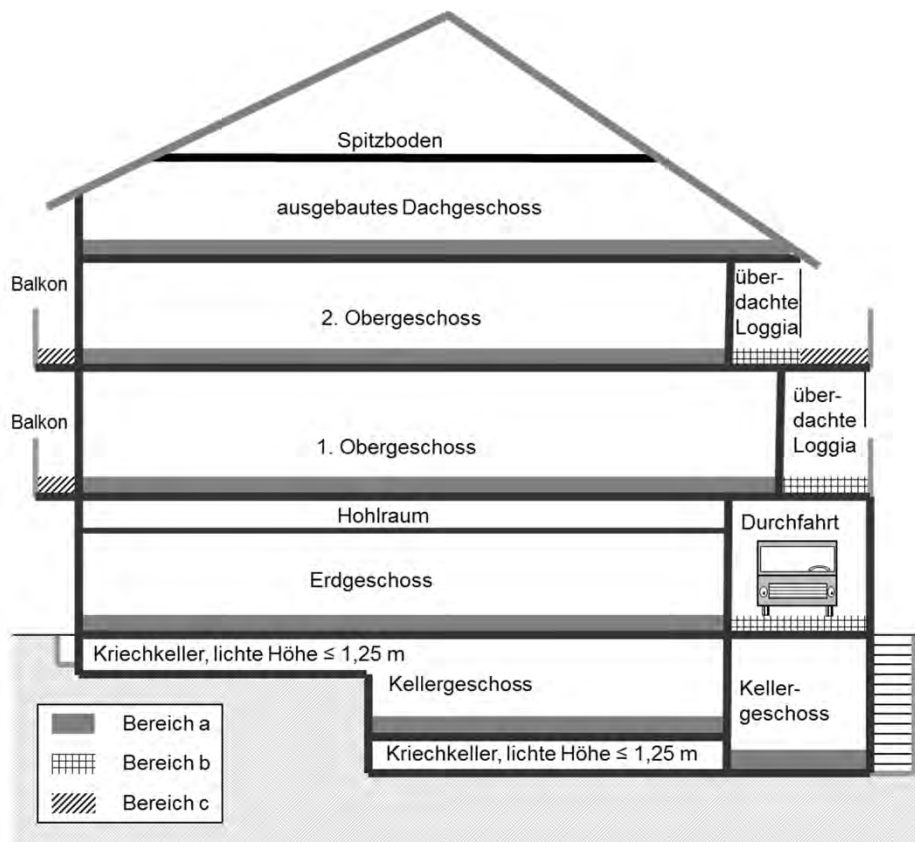 Spitzboden
ausgebautes Dachgeschoss
Balkon
2. Obergeschoss
über-
dachte
Loggia
Balkon
1. Obergeschoss
über-
dachte
Loggia
Hohlraum
Durchfahrt
Erdgeschoss
Kriechkeller, lichte Höhe ≤ 1,25 m
Kellergeschoss
Keller-
geschoss
Kriechkeller, lichte Höhe ≤ 1,25 m
Bereich a
Bereich b
Bereich c